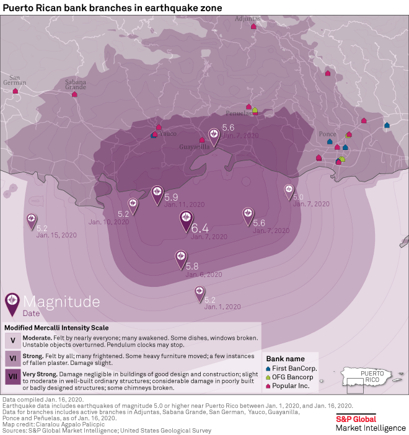 Puerto Rican bank branches in earthquake zone
Adjuntas
San
German
Sabana
Grande
Penuelas
5.6
Jan. 7, 2020
Yauco
Ponce
Guayanilla
5.9
Jan. 11, 2020
5.0
Jan. 7, 2020
5.2
Jan. 10, 2020
6.4
Jan. 7, 2020
5.6
Jan. 7, 2020
5.2
Jan. 15, 2020
5.8
Jan. 6, 2020
5.2
Jan. 1, 2020
Magnitude
Date
Modified Mercalli Intensity Scale
V Moderate. Felt by nearly everyone; many awakened. Some dishes, windows broken.
Unstable objects overturned. Pendulum clocks may stop.
VI Strong. Felt by all; many frightened. Some heavy furniture moved; a few instances
of fallen plaster. Damage slight.
VII Very Strong. Damage negligible in buildings of good design and construction; slight
to moderate in well-built ordinary structures; considerable damage in poorly built
or badly designed structures; some chimneys broken.
Bank name
First BanCorp.
OFG Bancorp
Popular Inc.
PUERTO
RICO
Data compiled Jan. 16, 2020.
Earthquake data includes earthquakes of magnitude 5.0 or higher near Puerto Rico between Jan. 1, 2020, and Jan. 16, 2020.
Data for branches includes active branches in Adjuntas, Sabana Grande, San German, Yauco, Guayanilla,
Ponce and Peñuelas, as of Jan. 16, 2020.
Map credit: Ciaralou Agpalo Palicpic
Sources: S&P Global Market Intelligence; United States Geological Survey
S&P Global
Market Intelligence